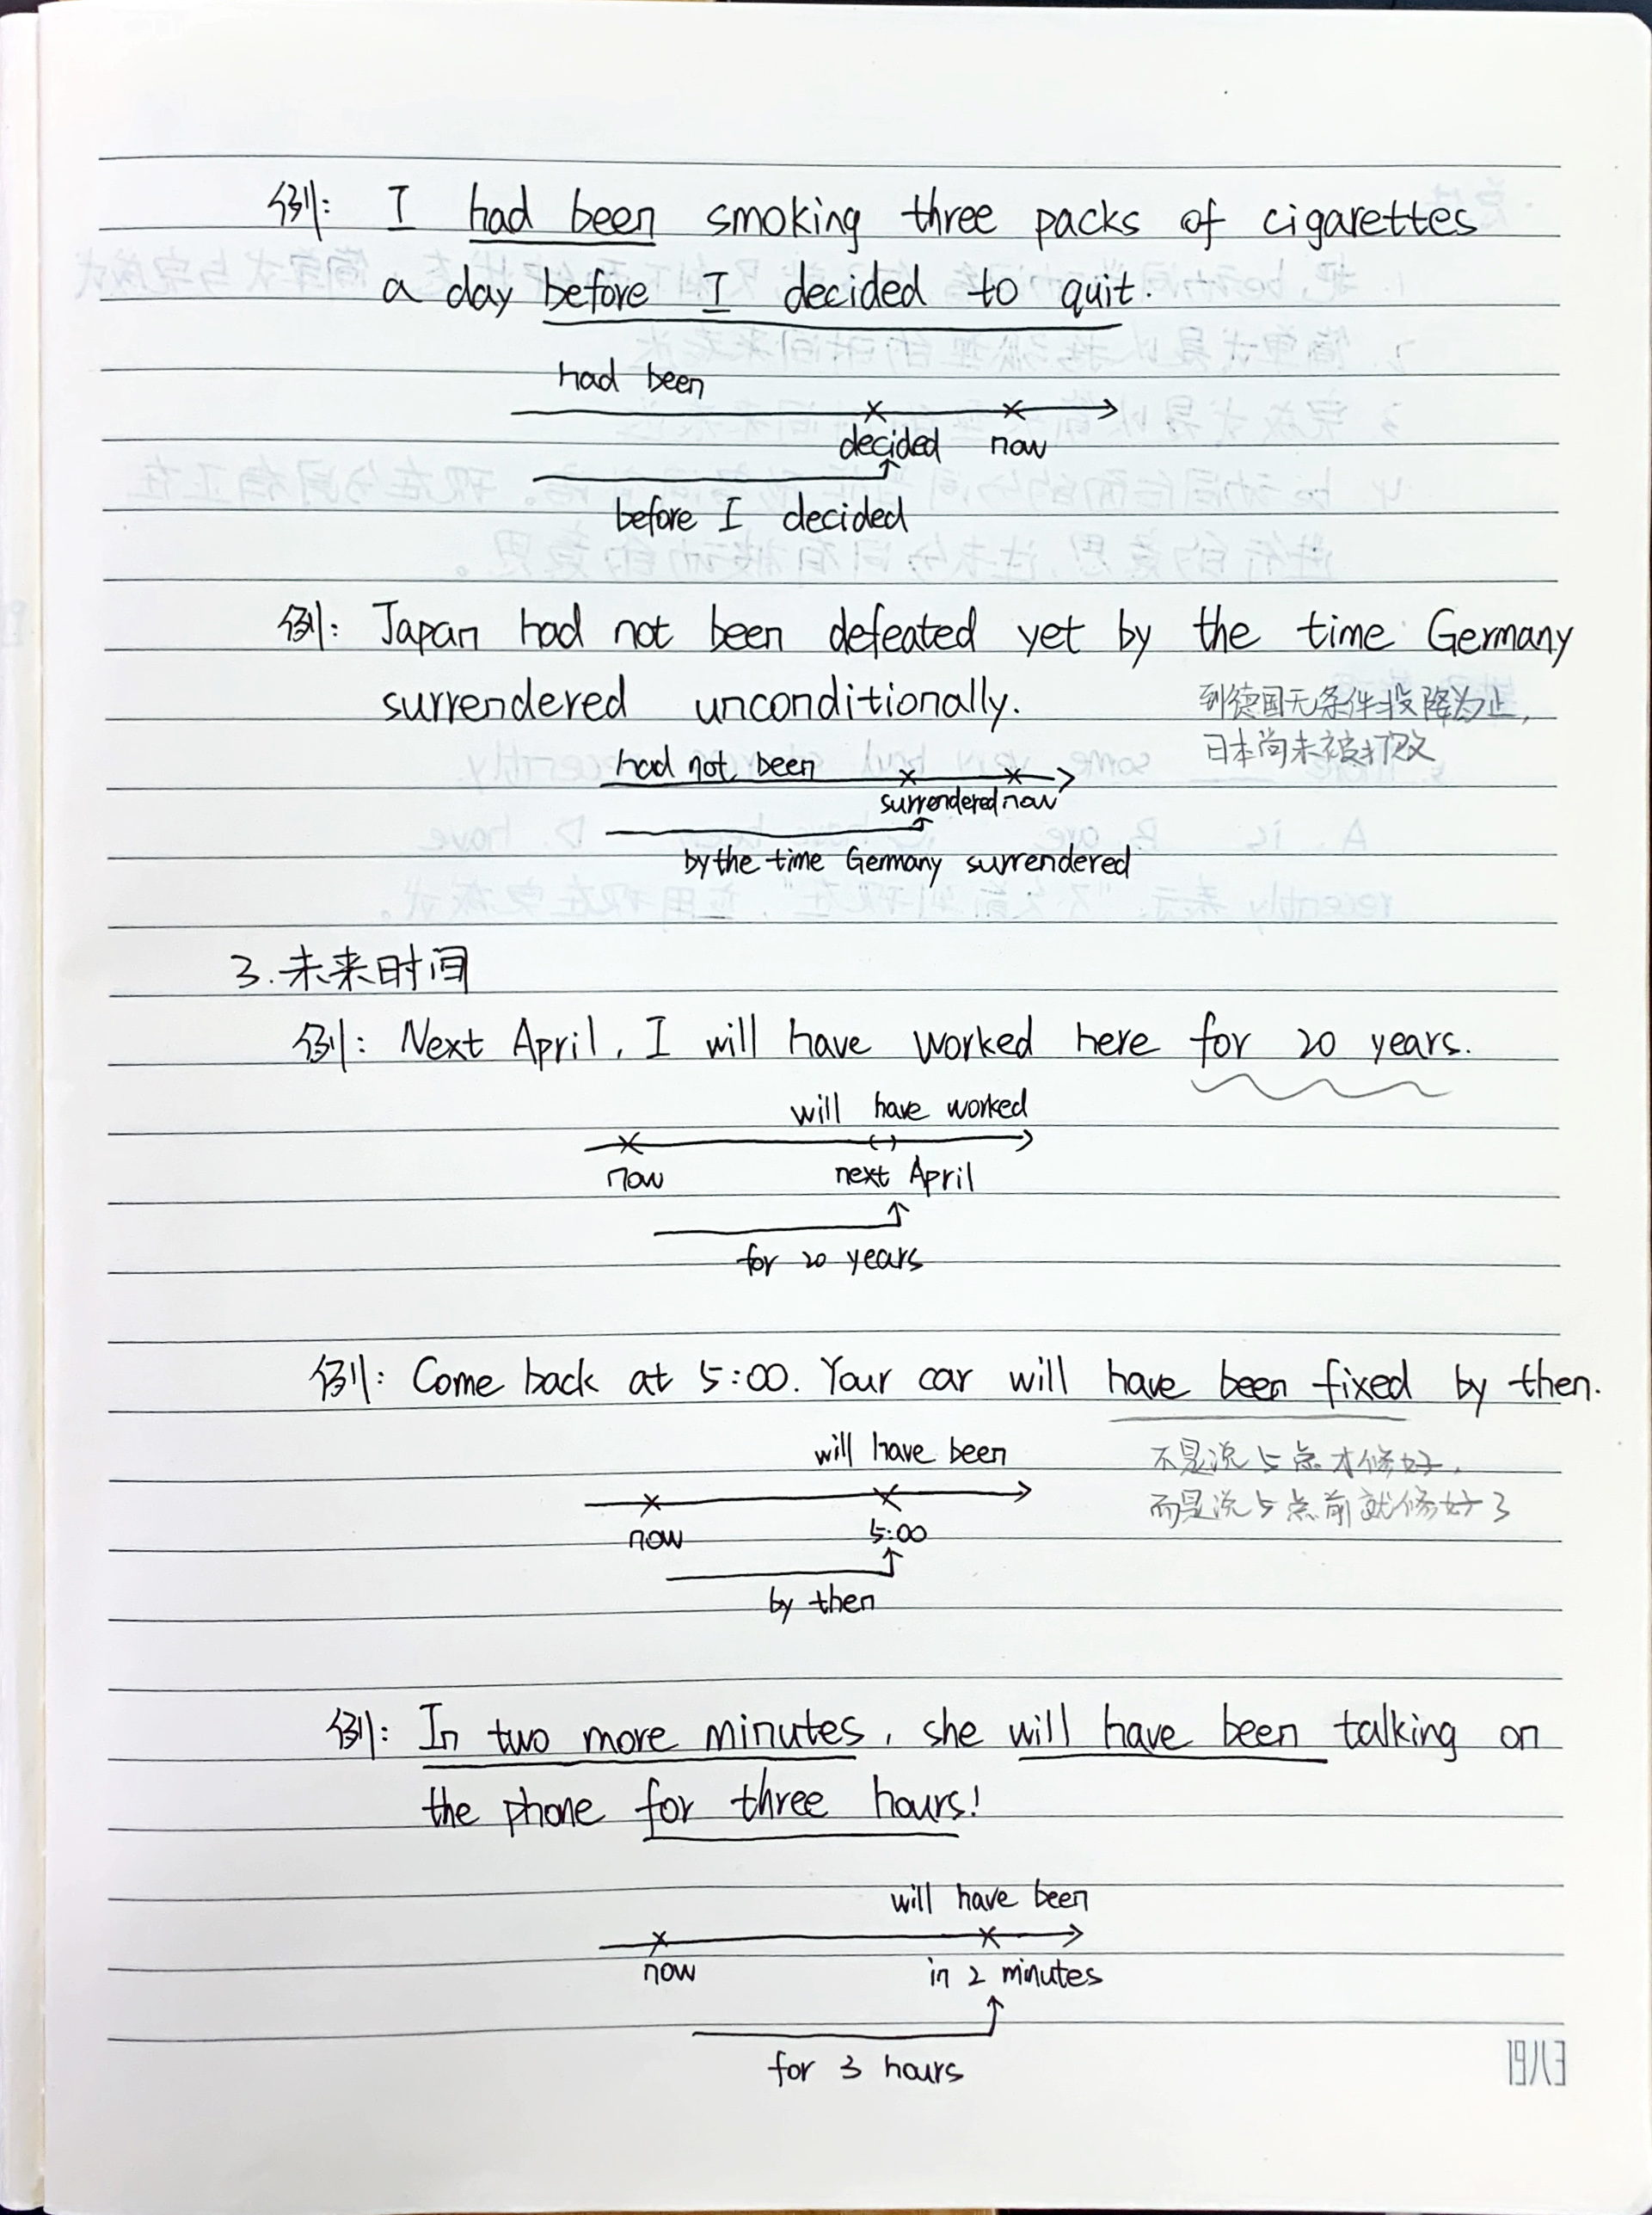 例: I had been smoking three packs of cigarettes
a day before I decided to quit.
had been
decided now
before I decided
例: Japan had not been defeated yet by the time Germany
surrendered unconditionally.
到德国无条件投降为止,
日本尚未被打败
had not been
surrendered now
by the time Germany surrendered
3.未来时间
例: Next April, I will have worked here for 20 years.
will have worked
now next April
for 20 years
例: Come back at 5:00. Your car will have been fixed by then.
will have been
不是说5点才修好,
而是说5点前就修好了
now 5:00
by then
例: In two more minutes, she will have been talking on
the phone for three hours!
will have been
now in 2 minutes
for 3 hours